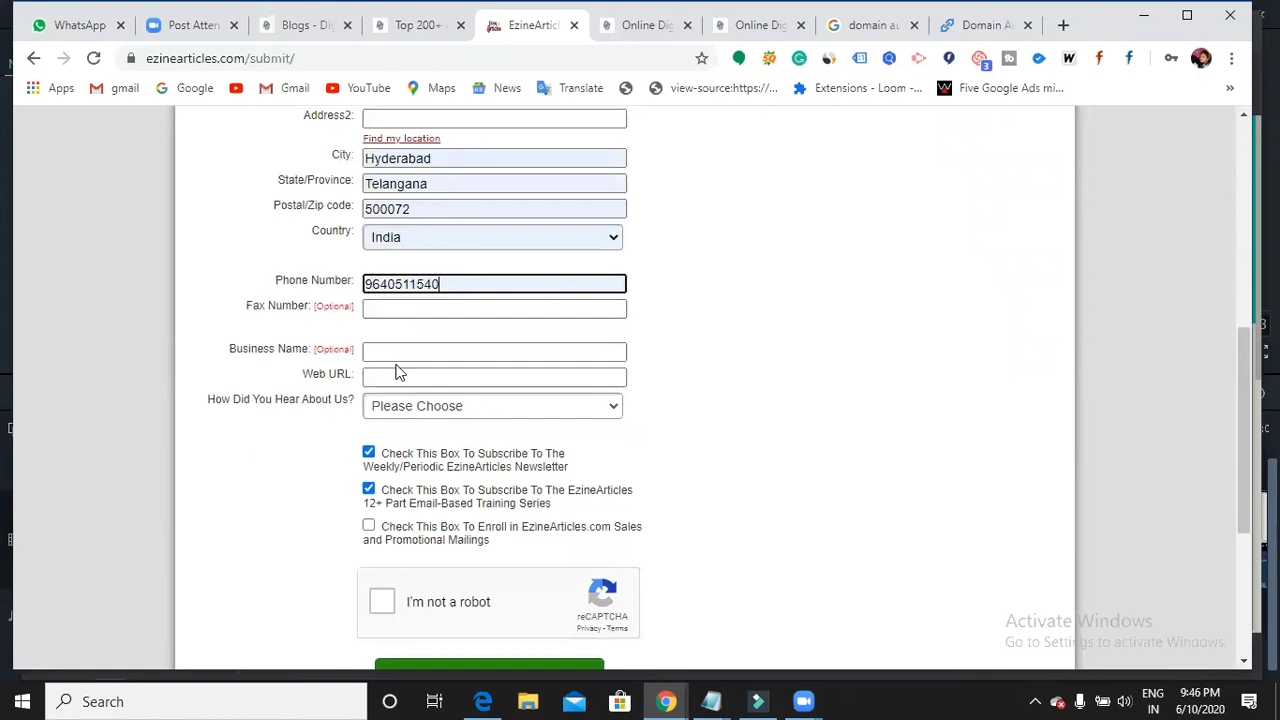 WhatsApp
Post Atten
Blogs - Dig
Top 200+
EzineArticl
Online Dig
Online Dig
domain au
Domain Au
ezinearticles.com/submit/
3
Apps
gmail
Google
Gmail
YouTube
Maps
News
Translate
view-source:https://...
Extensions - Loom -...
Five Google Ads mi...
Address2:
Find my location
City:
Hyderabad
State/Province:
Telangana
Postal/Zip code:
500072
Country:
India
Phone Number:
9640511540
Fax Number: [Optional]
Business Name: [Optional]
Web URL:
How Did You Hear About Us?
Please Choose
Check This Box To Subscribe To The
Weekly/Periodic EzineArticles Newsletter
Check This Box To Subscribe To The EzineArticles
12+ Part Email-Based Training Series
Check This Box To Enroll in EzineArticles.com Sales
and Promotional Mailings
I'm not a robot
reCAPTCHA
Privacy - Terms
Activate Windows
Go to Settings to activate Windows.
Search
ENG
IN
9:46 PM
6/10/2020